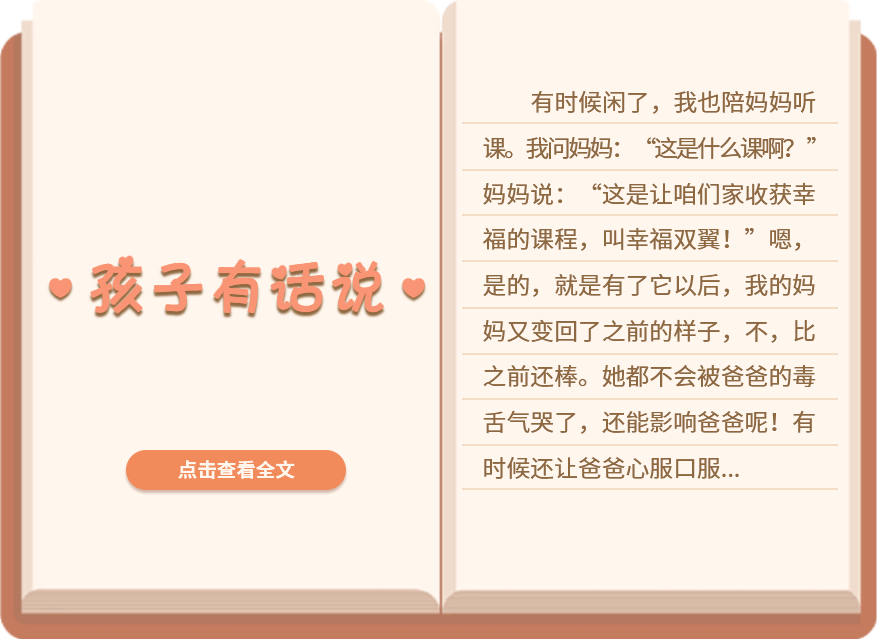 孩子有话说
点击查看全文
有时候闲了，我也陪妈妈听
课。我问妈妈：“这是什么课啊？”
妈妈说：“这是让咱们家收获幸
福的课程，叫幸福双翼！”嗯，
是的，就是有了它以后，我的妈
妈又变回了之前的样子，不，比
之前还棒。她都不会被爸爸的毒
舌气哭了，还能影响爸爸呢！有
时候还让爸爸心服口服...